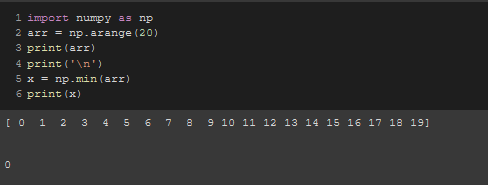 1 import numpy as np
2 arr = np.arange(20)
3 print(arr)
4 print('\n')
5 x = np.min(arr)
6 print(x)
[ 0  1  2  3  4  5  6  7  8  9 10 11 12 13 14 15 16 17 18 19]
0